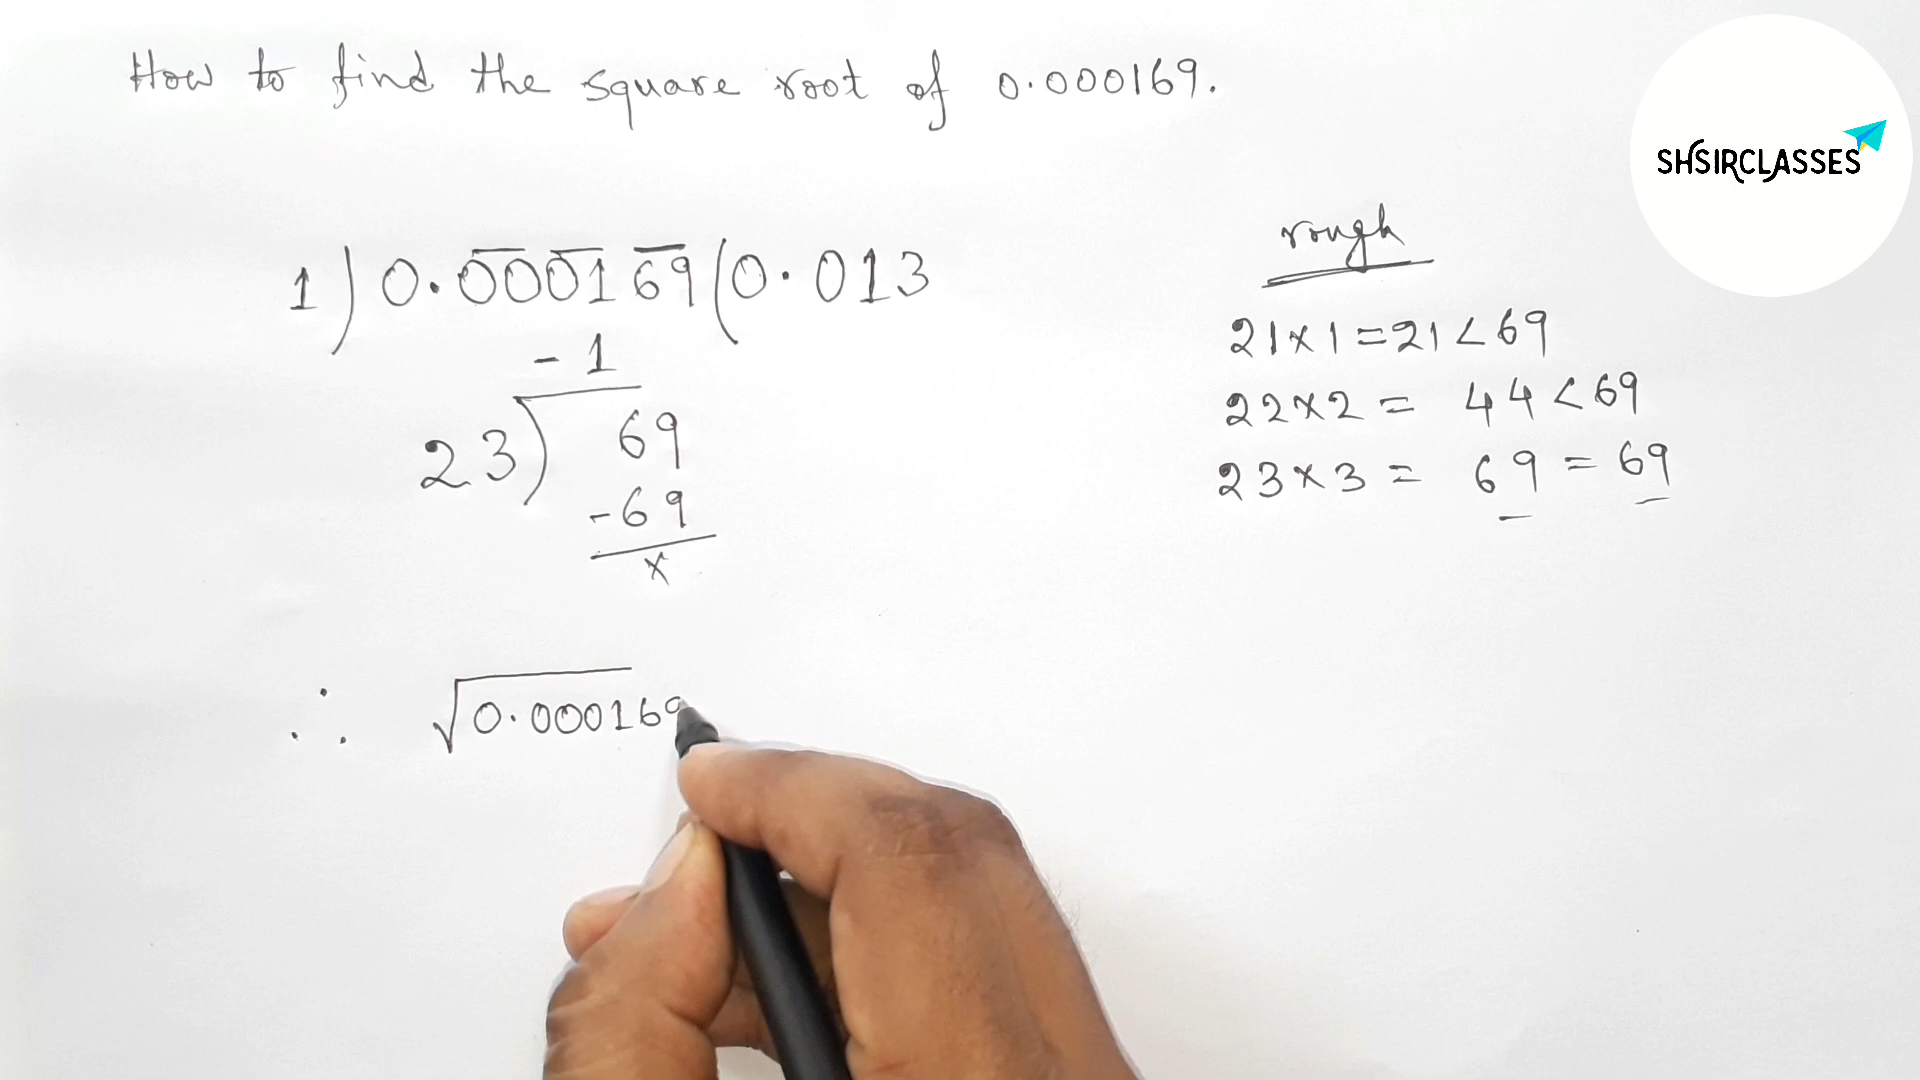 How to find the square root of 0.000169.
SHSIRCLASSES
rough
1) 0.000169 (0.013
- 1
23) 69
-69
x
21×1=21<69
22×2= 44<69
23×3= 69=69
∴ √0.000169